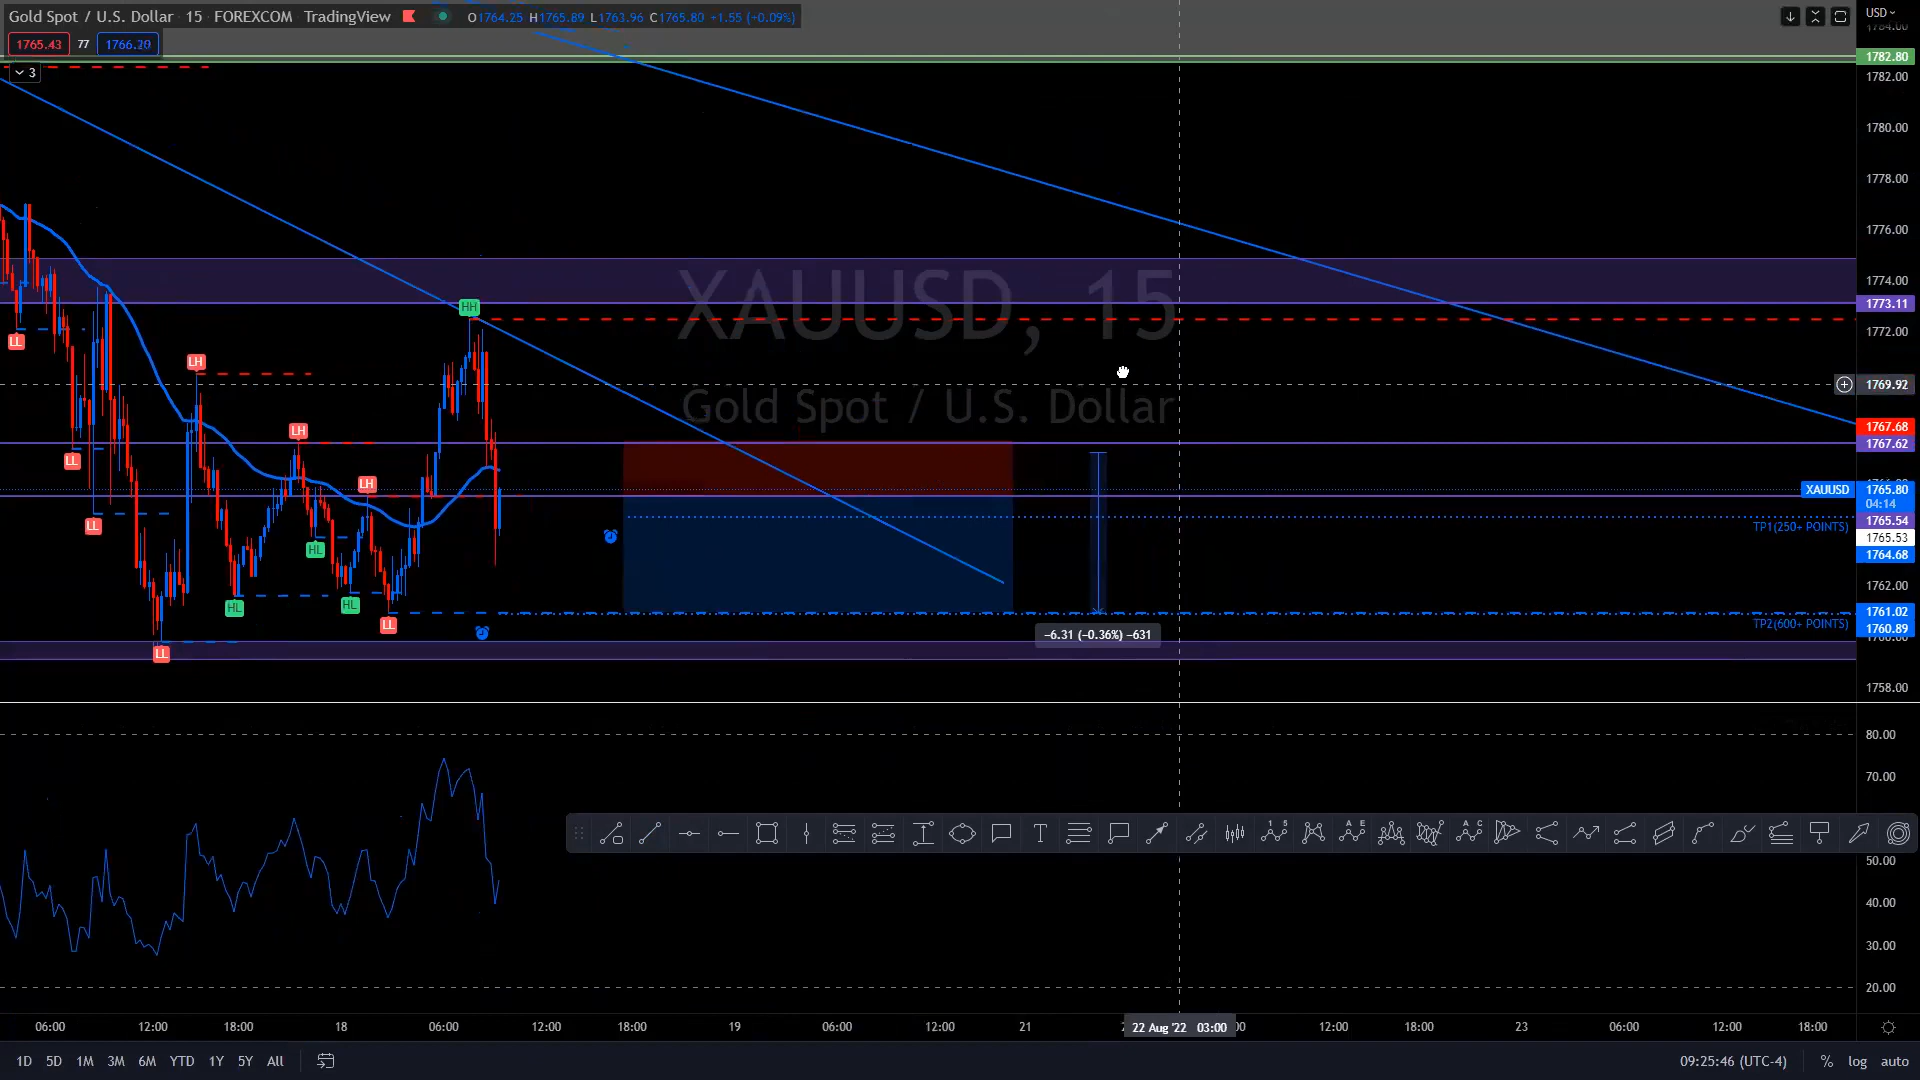 Gold Spot / U.S. Dollar · 15 · FOREXCOM · TradingView O1764.25 H1765.89 L1763.96 C1765.80 +1.55 (+0.09%)
USD
1765.43 77 1766.20
3
1784.00
1782.80
1782.00
1780.00
1778.00
1776.00
1774.00
1773.11
1772.00
1769.92
1767.68
1767.62
XAUUSD 1765.80
04:14
1765.54
1765.53
1764.68
1762.00
1761.02
1760.89
1758.00
XAUUSD, 15
Gold Spot / U.S. Dollar
LL
LL
LL
LL
LH
HL
LH
HL
HL
LH
LL
HH
TP1(250+ POINTS)
TP2(600+ POINTS)
−6.31 (−0.36%) −631
80.00
70.00
50.00
40.00
30.00
20.00
06:00 12:00 18:00 18 06:00 12:00 18:00 19 06:00 12:00 21 22 Aug '22 03:00 12:00 18:00 23 06:00 12:00 18:00
1D 5D 1M 3M 6M YTD 1Y 5Y All
09:25:46 (UTC-4) % log auto